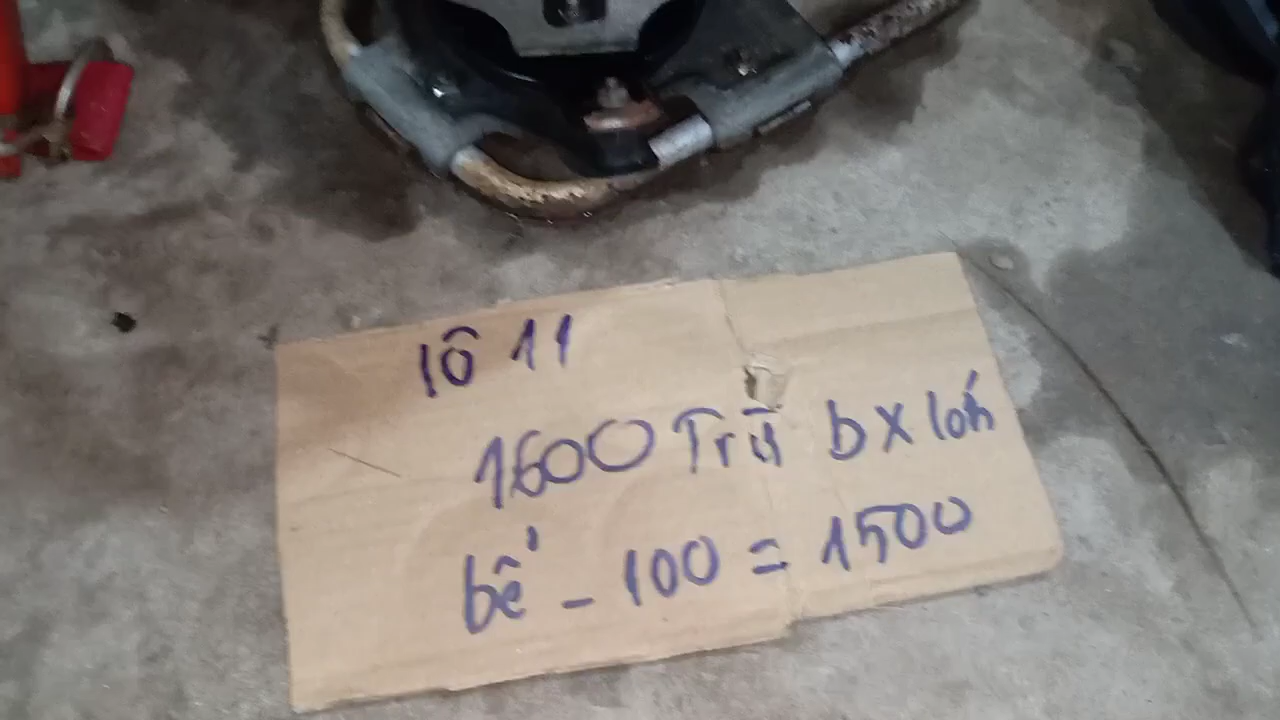 lô 11
1600 Trừ bx lớn
bể - 100 = 1500